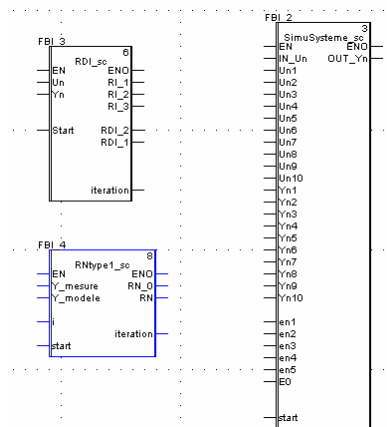 FBI_3
6
RDI_sc
EN ENO
Un RI_1
Yn RI_2
RI_3
Start RDI_2
RDI_1
iteration
FBI_4
8
RNtype1_sc
EN ENO
Y_mesure RN_0
Y_modele RN
i
iteration
start
FBI_2
3
SimuSysteme_sc
EN ENO
IN_Un OUT_Yn
Un1
Un2
Un3
Un4
Un5
Un6
Un7
Un8
Un9
Un10
Yn1
Yn2
Yn3
Yn4
Yn5
Yn6
Yn7
Yn8
Yn9
Yn10
en1
en2
en3
en4
en5
E0
start